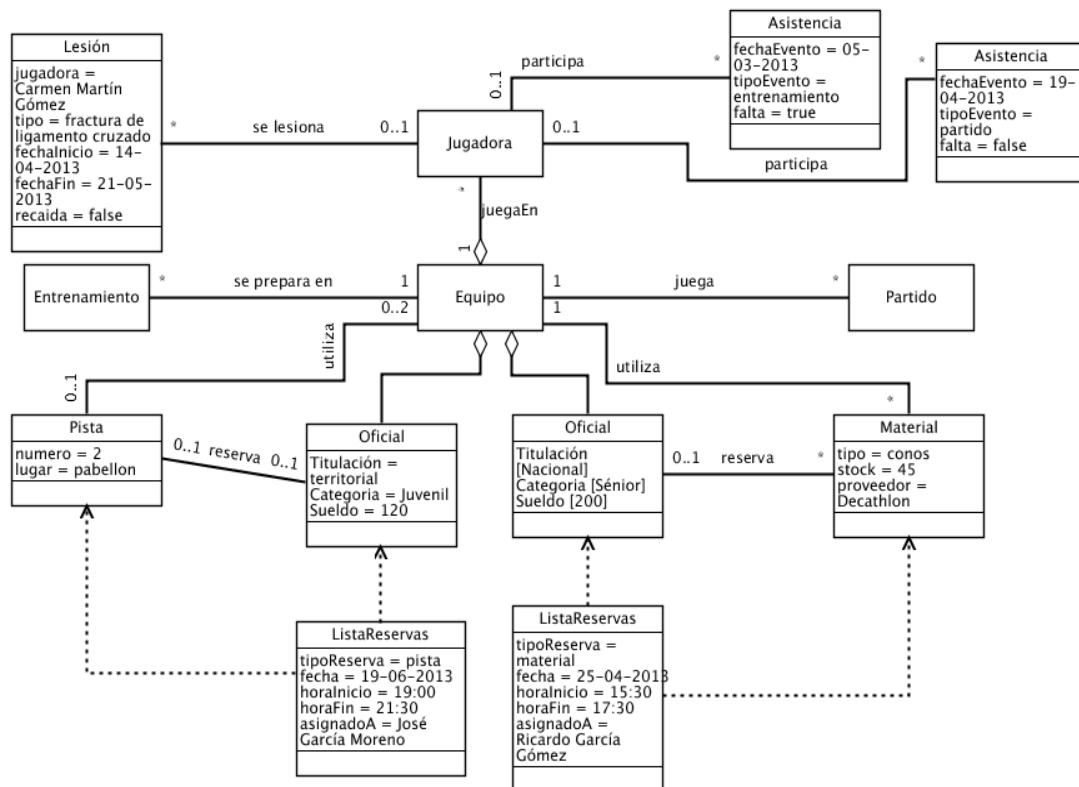 Lesión
jugadora =
Carmen Martín
Gómez
tipo = fractura de
ligamento cruzado
fechaInicio = 14-
04-2013
fechaFin = 21-05-
2013
recaida = false
Asistencia
fechaEvento = 05-
03-2013
tipoEvento =
entrenamiento
falta = true
Asistencia
fechaEvento = 19-
04-2013
tipoEvento =
partido
falta = false
participa
*
0..1
*
*
se lesiona
0..1
Jugadora
0..1
participa
*
juegaEn
1
Entrenamiento
*
se prepara en
1
Equipo
1
juega
*
Partido
0..2
1
utiliza
0..1
utiliza
*
Pista
numero = 2
lugar = pabellon
0..1 reserva 0..1
Oficial
Titulación =
territorial
Categoria = Juvenil
Sueldo = 120
Oficial
Titulación
[Nacional]
Categoria [Sénior]
Sueldo [200]
0..1
reserva
*
Material
tipo = conos
stock = 45
proveedor =
Decathlon
ListaReservas
tipoReserva = pista
fecha = 19-06-2013
horaInicio = 19:00
horaFin = 21:30
asignadoA = José
García Moreno
ListaReservas
tipoReserva =
material
fecha = 25-04-2013
horaInicio = 15:30
horaFin = 17:30
asignadoA =
Ricardo García
Gómez